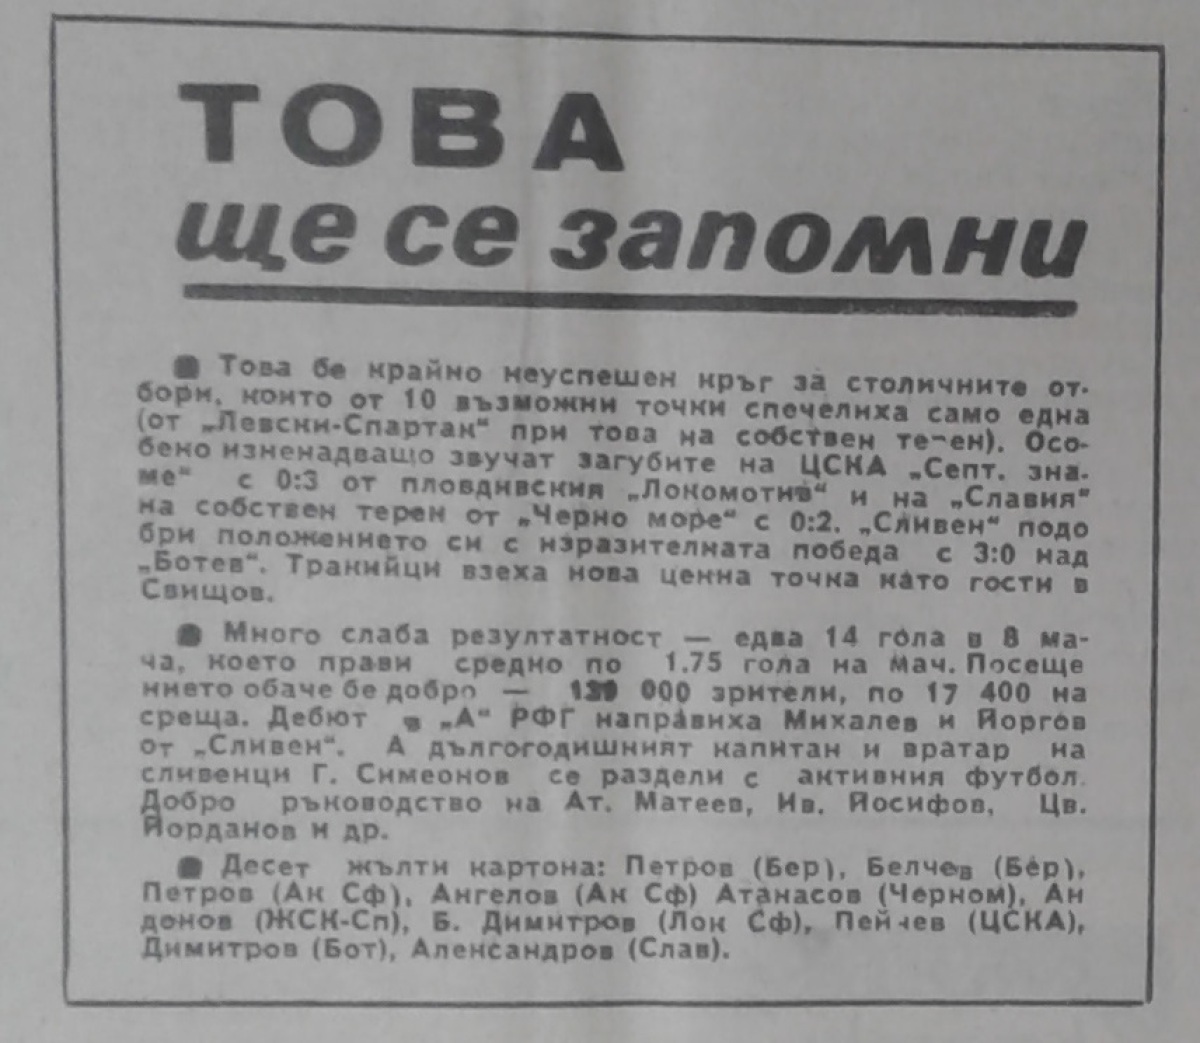 ТОВА
ще се запомни
■ Това бе крайно неуспешен кръг за столичните от-
бори, които от 10 възможни точки спечелиха само една
(от „Левски-Спартак“ при това на собствен терен). Осо-
бено изненадващо звучат загубите на ЦСКА „Септ. зна-
ме“ с 0:3 от пловдивския „Локомотив“ и на „Славия“
на собствен терен от „Черно море“ с 0:2. „Сливен“ подо
бри положението си с изразителната победа с 3:0 над
„Ботев“. Тракийци взеха нова ценна точка като гости в
Свищов.
■ Много слаба резултатност — едва 14 гола в 8 ма-
ча, което прави средно по 1.75 гола на мач. Посеще
нието обаче бе добро — 139 000 зрители, по 17 400 на
среща. Дебют в „А“ РФГ направиха Михалев и Йоргов
от „Сливен“. А дългогодишният капитан и вратар на
сливенци Г. Симеонов се раздели с активния футбол.
Добро ръководство на Ат. Матеев, Ив. Йосифов, Цв.
Йорданов и др.
■ Десет жълти картона: Петров (Бер), Белчев (Бер),
Петров (Ак Сф), Ангелов (Ак Сф) Атанасов (Черном), Ан
донов (ЖСК-Сп), Б. Димитров (Лок Сф), Пейчев (ЦСКА),
Димитров (Бот), Александров (Слав).